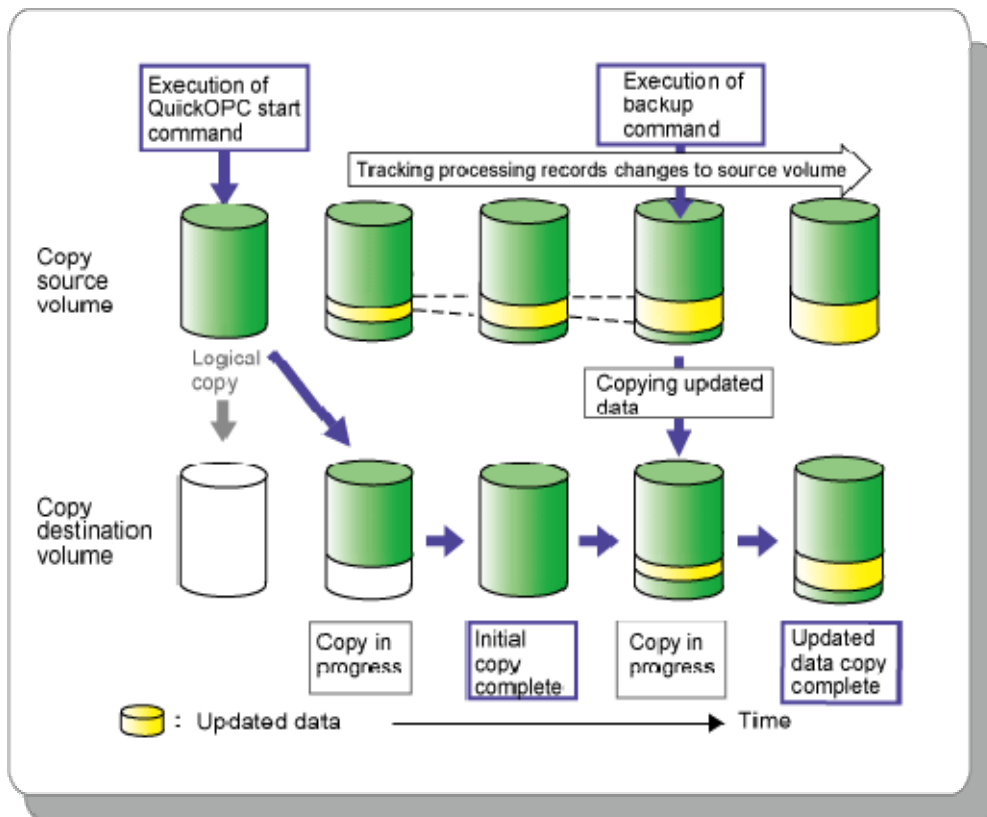 Execution of
QuickOPC start
command
Execution of
backup
command
Tracking processing records changes to source volume
Copy
source
volume
Logical
copy
Copying updated
data
Copy
destination
volume
Copy in
progress
Initial
copy
complete
Copy in
progress
Updated
data copy
complete
: Updated data
Time